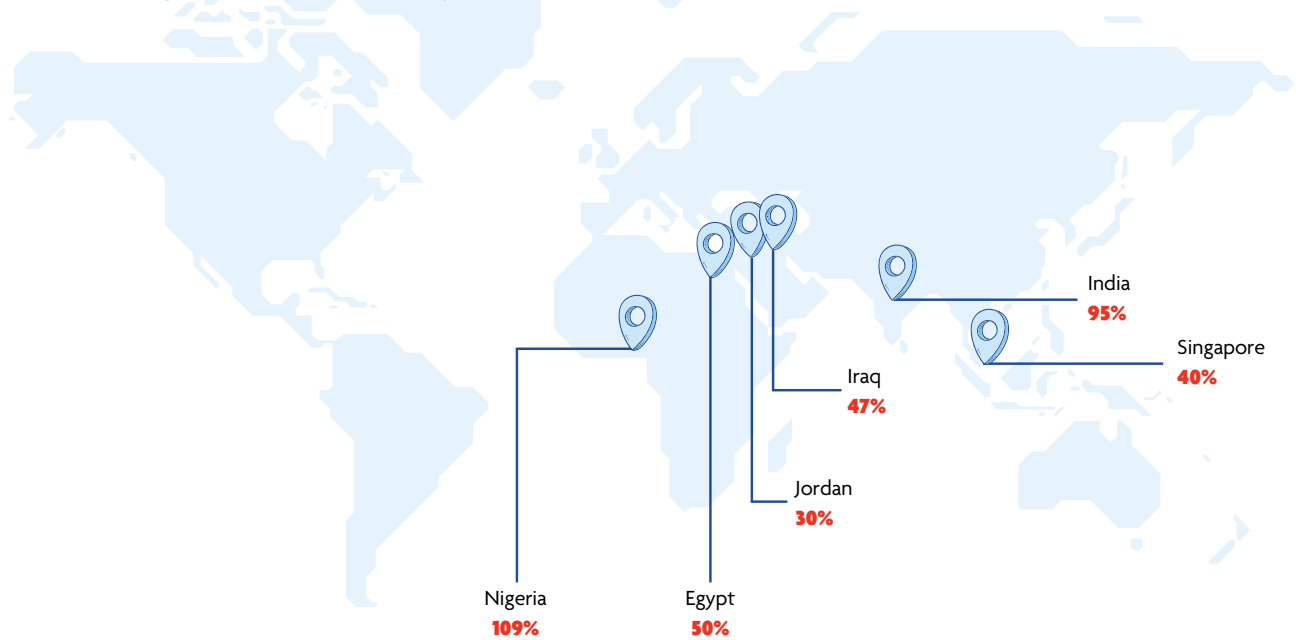 India
95%
Singapore
40%
Iraq
47%
Jordan
30%
Nigeria
109%
Egypt
50%